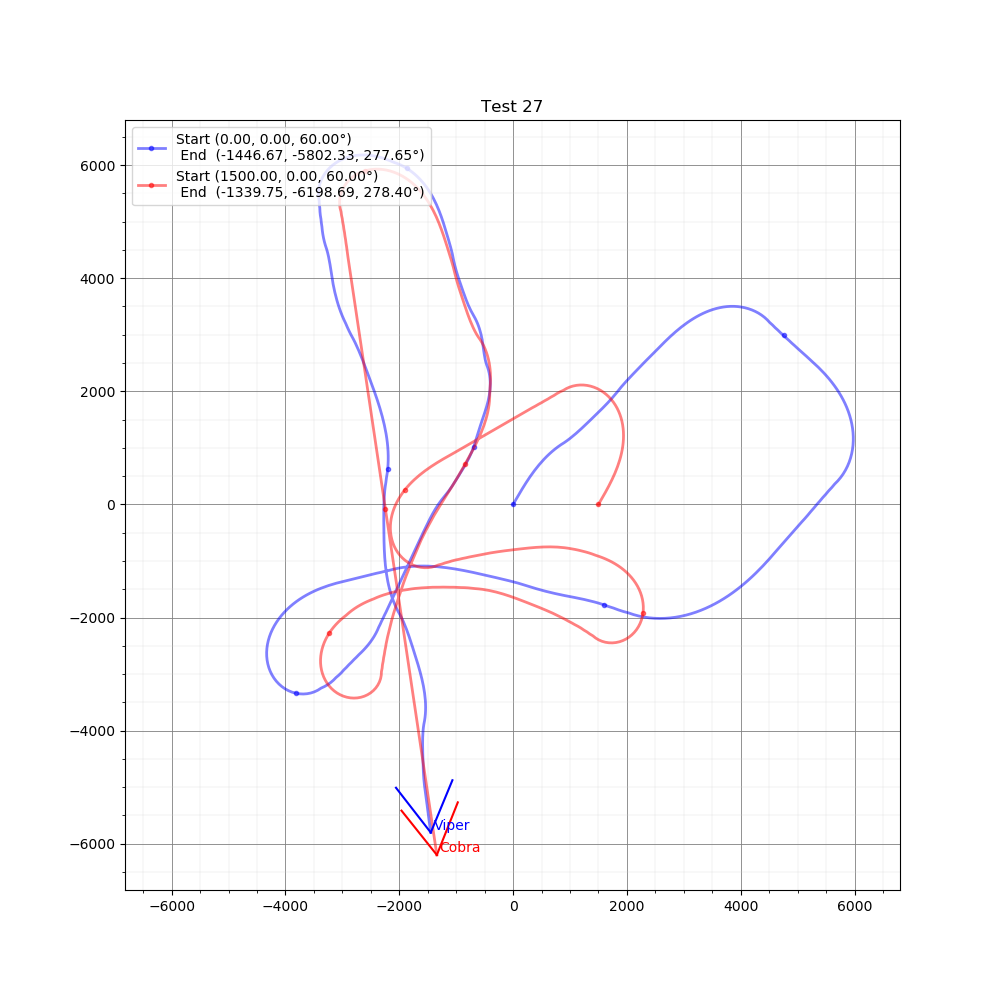 Test 27
Start (0.00, 0.00, 60.00°)
End (-1446.67, -5802.33, 277.65°)
Start (1500.00, 0.00, 60.00°)
End (-1339.75, -6198.69, 278.40°)
6000
4000
2000
0
−2000
−4000
−6000
Viper
Cobra
−6000 −4000 −2000 0 2000 4000 6000